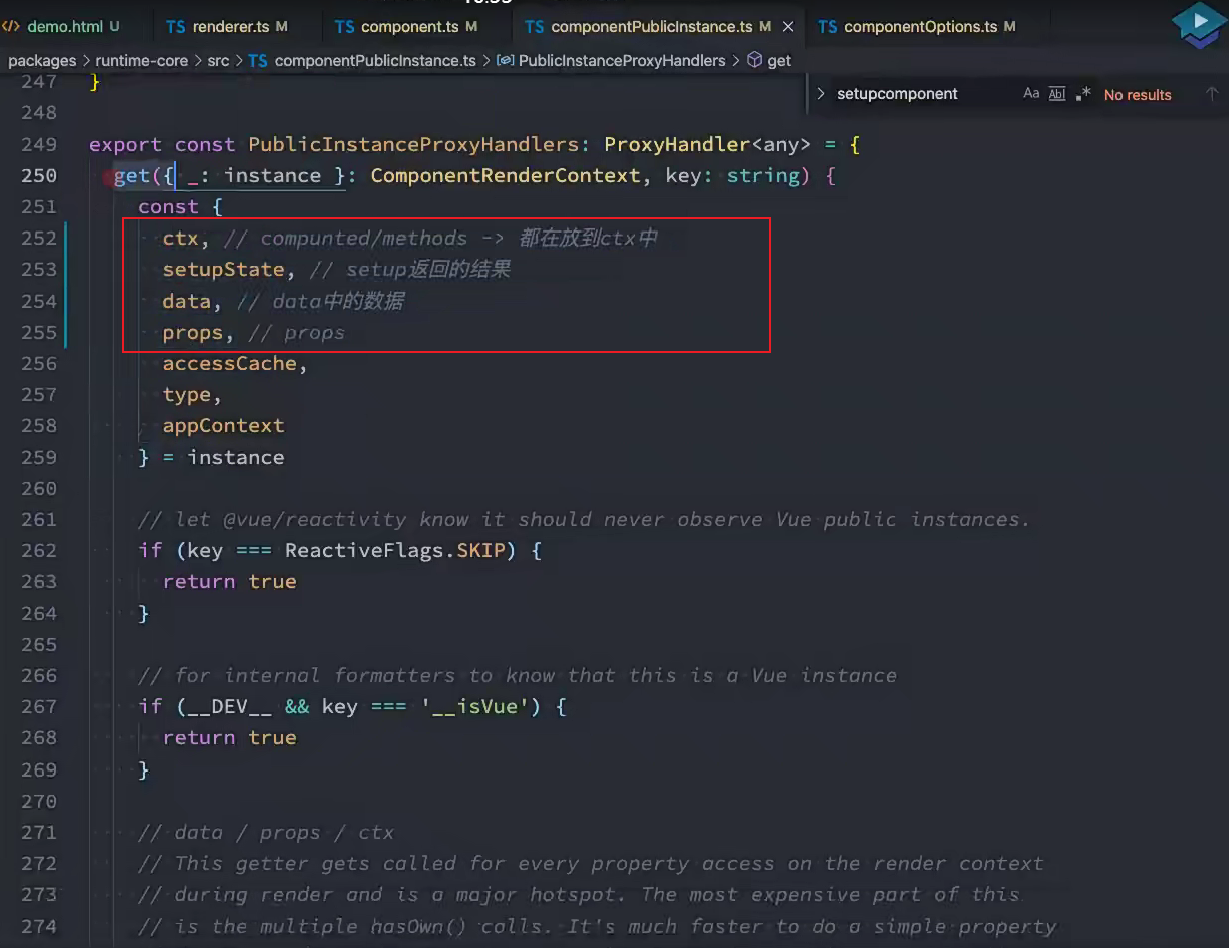 demo.html U TS renderer.ts M TS component.ts M TS componentPublicInstance.ts M TS componentOptions.ts M
packages > runtime-core > src > TS componentPublicInstance.ts > PublicInstanceProxyHandlers > get
setupcomponent Aa Abl .* No results
247 }
248
249 export const PublicInstanceProxyHandlers: ProxyHandler<any> = {
250 get({ _: instance }: ComponentRenderContext, key: string) {
251 const {
252 ctx, // compunted/methods -> 都在放到ctx中
253 setupState, // setup返回的结果
254 data, // data中的数据
255 props, // props
256 accessCache,
257 type,
258 appContext
259 } = instance
260
261 // let @vue/reactivity know it should never observe Vue public instances.
262 if (key === ReactiveFlags.SKIP) {
263 return true
264 }
265
266 // for internal formatters to know that this is a Vue instance
267 if (__DEV__ && key === '__isVue') {
268 return true
269 }
270
271 // data / props / ctx
272 // This getter gets called for every property access on the render context
273 // during render and is a major hotspot. The most expensive part of this
274 // is the multiple hasOwn() calls. It's much faster to do a simple property